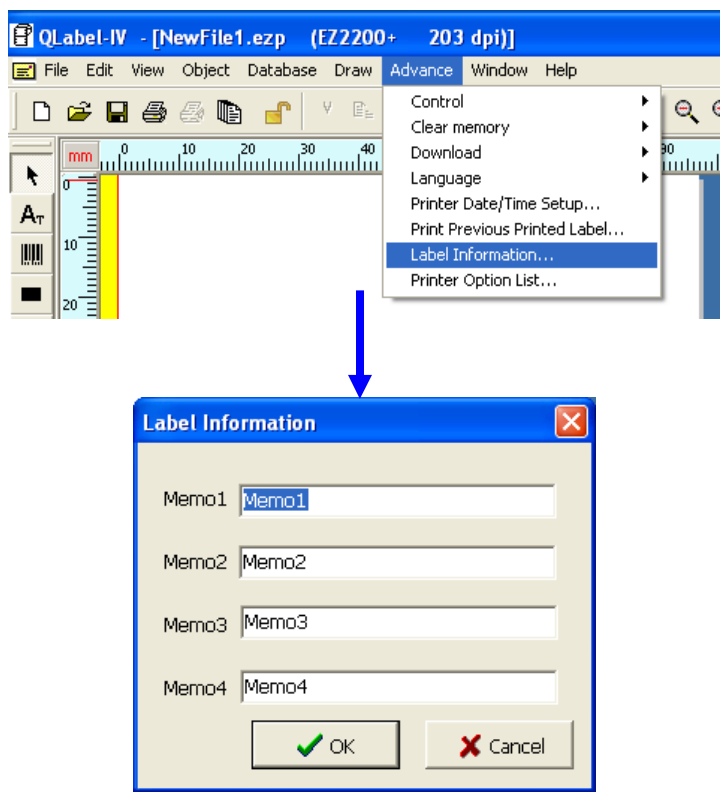 QLabel-IV - [NewFile1.ezp (EZ2200+ 203 dpi)]
File Edit View Object Database Draw Advance Window Help
Control
Clear memory
Download
Language
Printer Date/Time Setup...
Print Previous Printed Label...
Label Information...
Printer Option List...
mm 0 10 20 30 40 90
0
A T
10
20
Label Information
Memo1 Memo1
Memo2 Memo2
Memo3 Memo3
Memo4 Memo4
OK Cancel